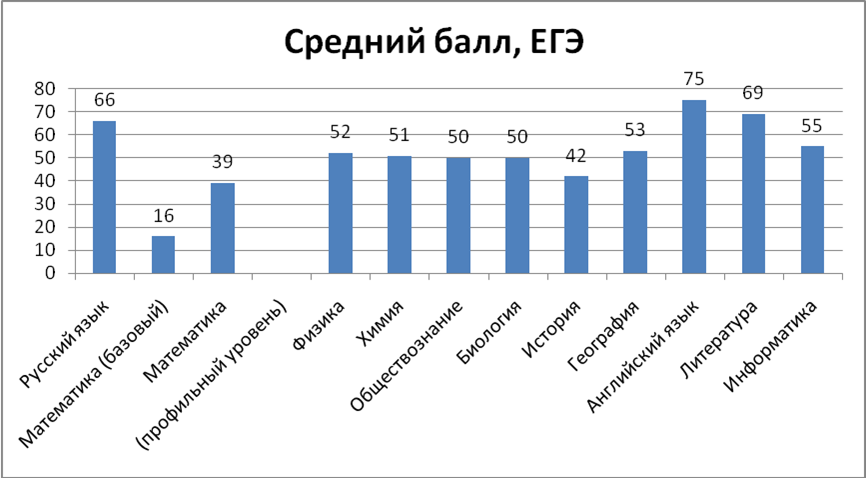 Средний балл, ЕГЭ
80
70
60
50
40
30
20
10
0
66
16
39
52
51
50
50
42
53
75
69
55
Русский язык
Математика (базовый)
Математика
(профильный уровень)
Физика
Химия
Обществознание
Биология
История
География
Английский язык
Литература
Информатика